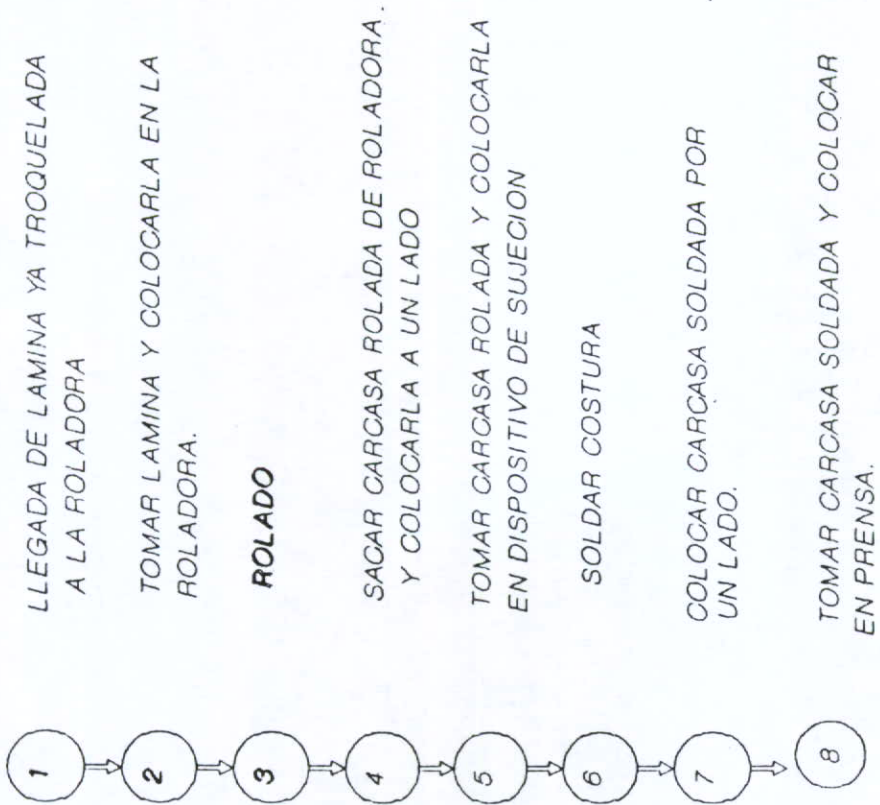 1
LLEGADA DE LAMINA YA TROQUELADA
A LA ROLADORA
2
TOMAR LAMINA Y COLOCARLA EN LA
ROLADORA.
3
ROLADO
4
SACAR CARCASA ROLADA DE ROLADORA.
Y COLOCARLA A UN LADO
5
TOMAR CARCASA ROLADA Y COLOCARLA
EN DISPOSITIVO DE SUJECION
6
SOLDAR COSTURA
7
COLOCAR CARCASA SOLDADA POR
UN LADO.
8
TOMAR CARCASA SOLDADA Y COLOCAR
EN PRENSA.